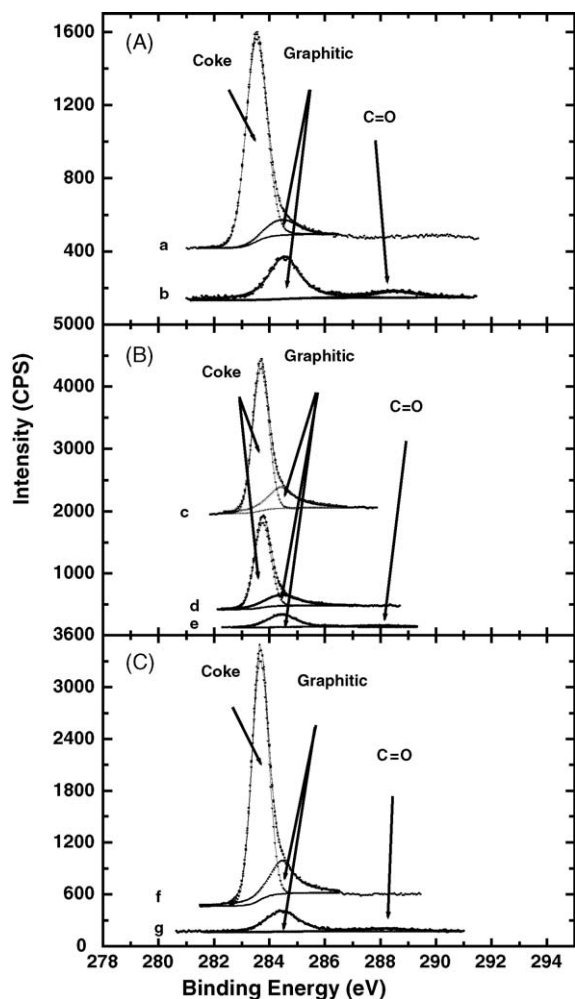 (A)
1600
Coke
Graphitic
1200
C=O
800
a
400
b
5000
(B)
Graphitic
Coke
4000
C=O
3000
c
2000
1000
d
e
3600
(C)
Coke
Graphitic
3000
C=O
2400
1800
1200
f
600
g
0
Intensity (CPS)
278 280 282 284 286 288 290 292 294
Binding Energy (eV)